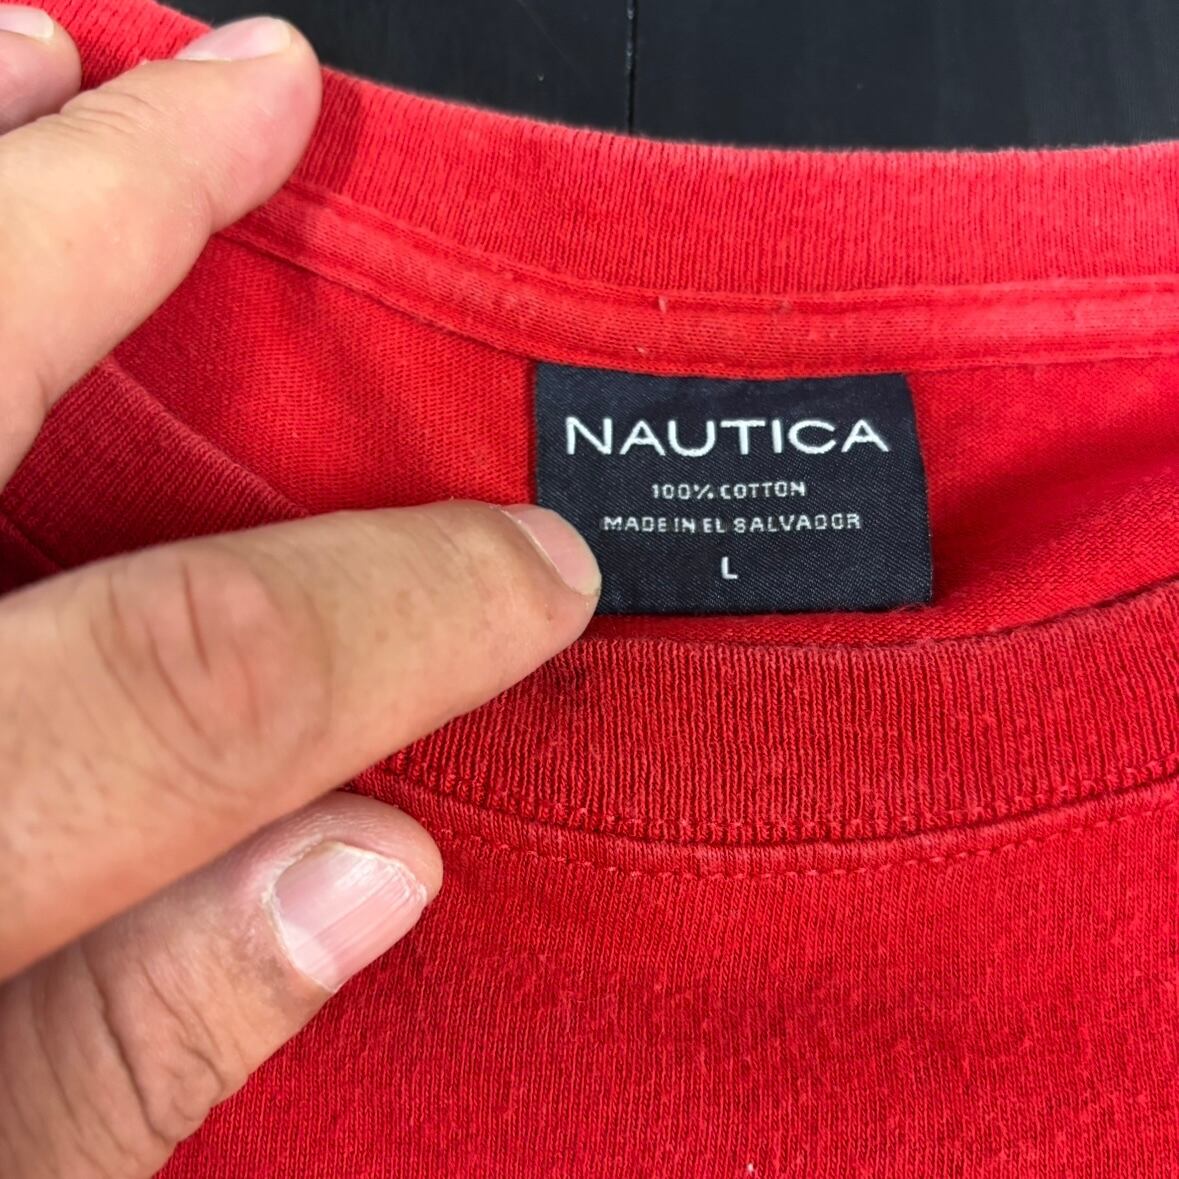 NAUTICA
100% COTTON
MADE IN EL SALVADOR
L